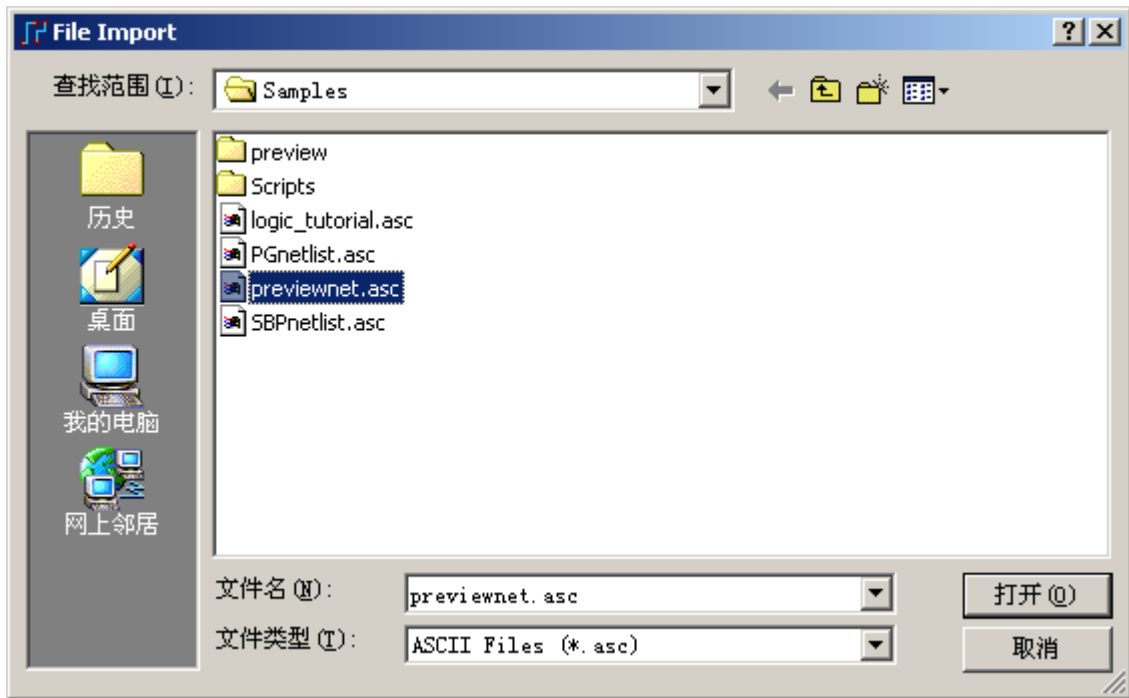 File Import
查找范围(I): Samples
preview
Scripts
logic_tutorial.asc
PGnetlist.asc
previewnet.asc
SBPnetlist.asc
历史
桌面
我的电脑
网上邻居
文件名(N): previewnet.asc 打开(O)
文件类型(T): ASCII Files (*.asc) 取消